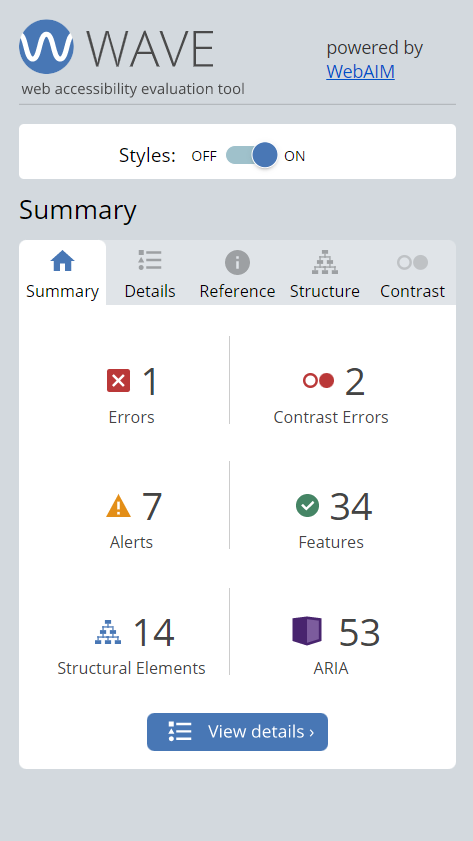 WAVE
web accessibility evaluation tool
powered by
WebAIM
Styles: OFF ON
Summary
Summary Details Reference Structure Contrast
1 2
Errors Contrast Errors
7 34
Alerts Features
14 53
Structural Elements ARIA
View details ›